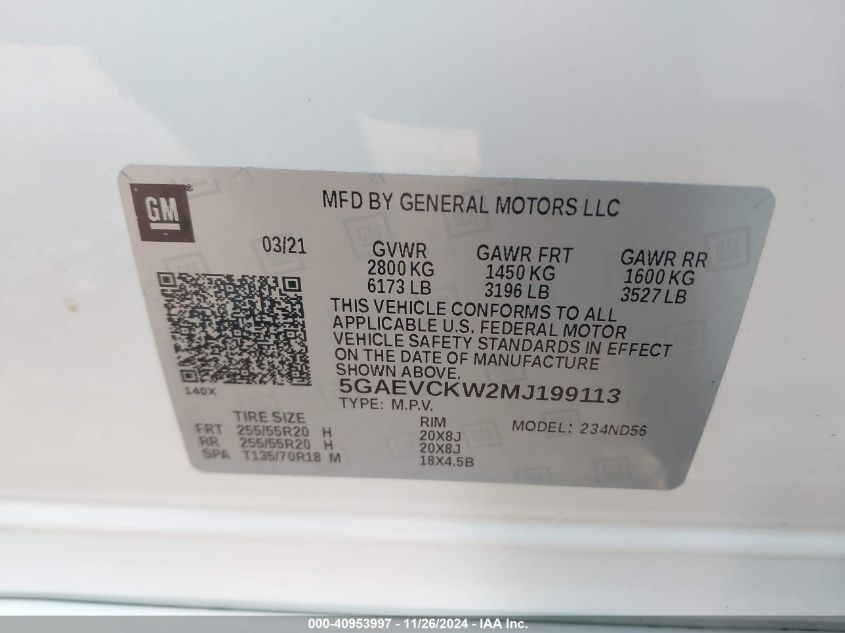 GM
MFD BY GENERAL MOTORS LLC
03/21
GVWR
2800 KG
6173 LB
GAWR FRT
1450 KG
3196 LB
GAWR RR
1600 KG
3527 LB
THIS VEHICLE CONFORMS TO ALL
APPLICABLE U.S. FEDERAL MOTOR
VEHICLE SAFETY STANDARDS IN EFFECT
ON THE DATE OF MANUFACTURE
SHOWN ABOVE.
140X
5GAEVCKW2MJ199113
TYPE: M.P.V.
MODEL: 234ND56
TIRE SIZE
RIM
FRT 255/55R20 H 20X8J
RR 255/55R20 H 20X8J
SPA T135/70R18 M 18X4.5B
000-40953997 - 11/26/2024 - IAA Inc.